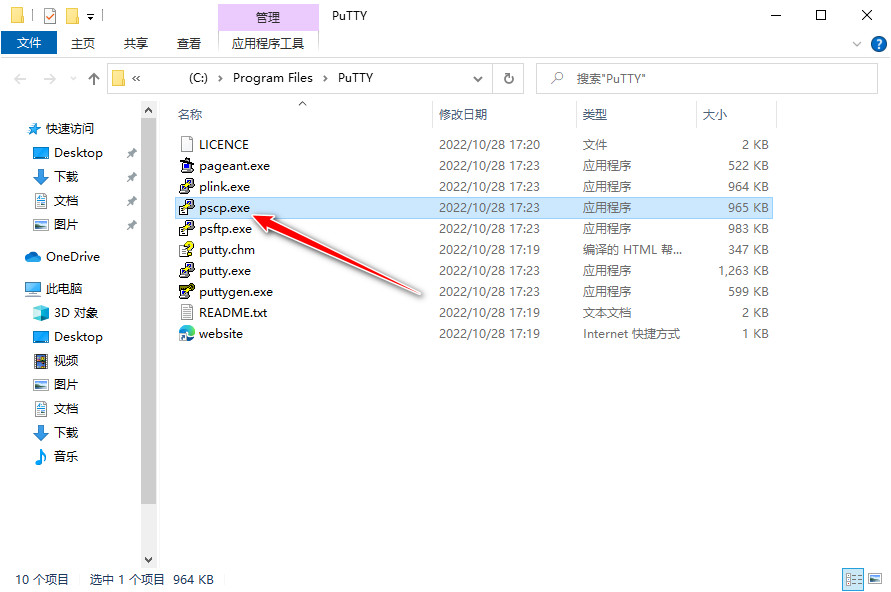 管理 PuTTY
文件 主页 共享 查看 应用程序工具
« (C:) › Program Files › PuTTY 搜索"PuTTY"
名称 修改日期 类型 大小
快速访问
Desktop
下载
文档
图片
OneDrive
此电脑
3D 对象
Desktop
视频
图片
文档
下载
音乐
LICENCE 2022/10/28 17:20 文件 2 KB
pageant.exe 2022/10/28 17:23 应用程序 522 KB
plink.exe 2022/10/28 17:23 应用程序 964 KB
pscp.exe 2022/10/28 17:23 应用程序 965 KB
psftp.exe 2022/10/28 17:23 应用程序 983 KB
putty.chm 2022/10/28 17:19 编译的 HTML 帮... 347 KB
putty.exe 2022/10/28 17:23 应用程序 1,263 KB
puttygen.exe 2022/10/28 17:23 应用程序 599 KB
README.txt 2022/10/28 17:19 文本文档 2 KB
website 2022/10/28 17:19 Internet 快捷方式 1 KB
10 个项目 选中 1 个项目 964 KB